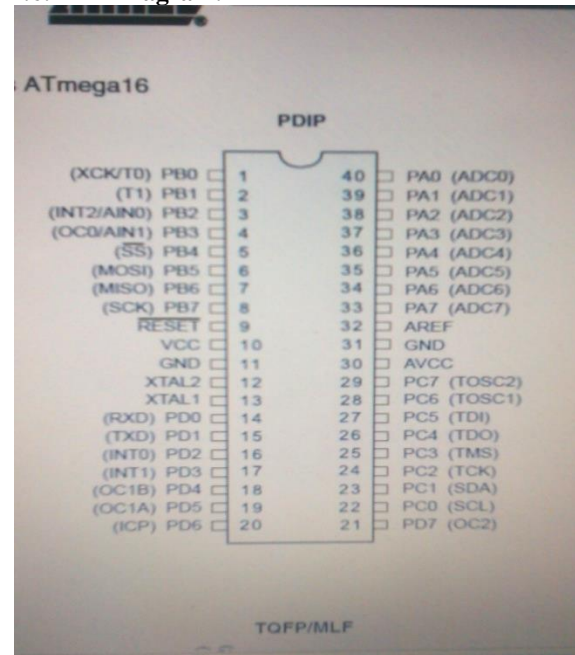 ATmega16
PDIP
(XCK/T0) PB0 1 40 PA0 (ADC0)
(T1) PB1 2 39 PA1 (ADC1)
(INT2/AIN0) PB2 3 38 PA2 (ADC2)
(OC0/AIN1) PB3 4 37 PA3 (ADC3)
(SS) PB4 5 36 PA4 (ADC4)
(MOSI) PB5 6 35 PA5 (ADC5)
(MISO) PB6 7 34 PA6 (ADC6)
(SCK) PB7 8 33 PA7 (ADC7)
RESET 9 32 AREF
VCC 10 31 GND
GND 11 30 AVCC
XTAL2 12 29 PC7 (TOSC2)
XTAL1 13 28 PC6 (TOSC1)
(RXD) PD0 14 27 PC5 (TDI)
(TXD) PD1 15 26 PC4 (TDO)
(INT0) PD2 16 25 PC3 (TMS)
(INT1) PD3 17 24 PC2 (TCK)
(OC1B) PD4 18 23 PC1 (SDA)
(OC1A) PD5 19 22 PC0 (SCL)
(ICP) PD6 20 21 PD7 (OC2)
TQFP/MLF